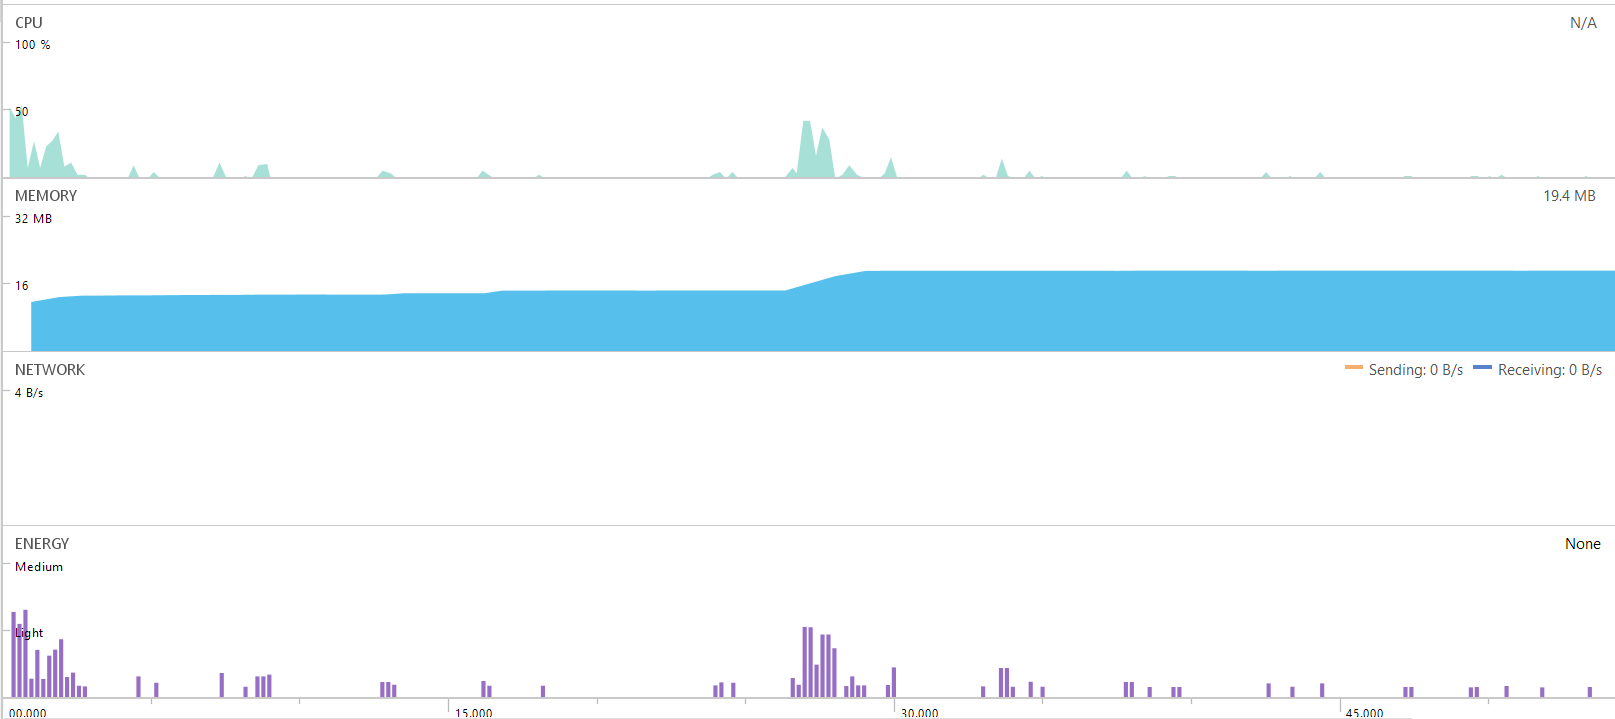 CPU N/A
100 %
50
MEMORY 19.4 MB
32 MB
16
NETWORK Sending: 0 B/s Receiving: 0 B/s
4 B/s
ENERGY None
Medium
Light
00.000 15.000 30.000 45.000